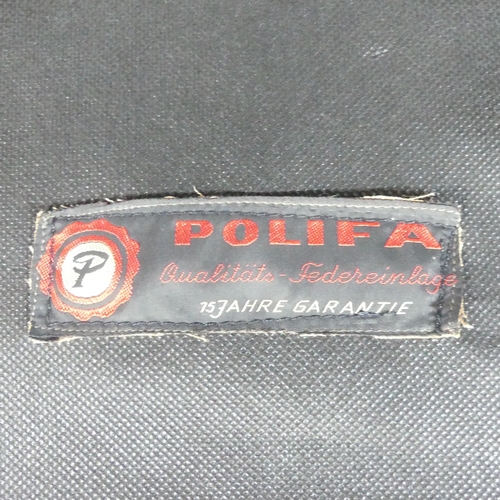 POLIFA
P
Qualitäts-Federeinlage
15 JAHRE GARANTIE